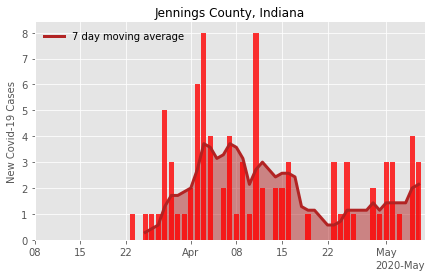 Jennings County, Indiana
7 day moving average
New Covid-19 Cases
8
7
6
5
4
3
2
1
0
08 15 22 Apr 08 15 22 May
2020-May